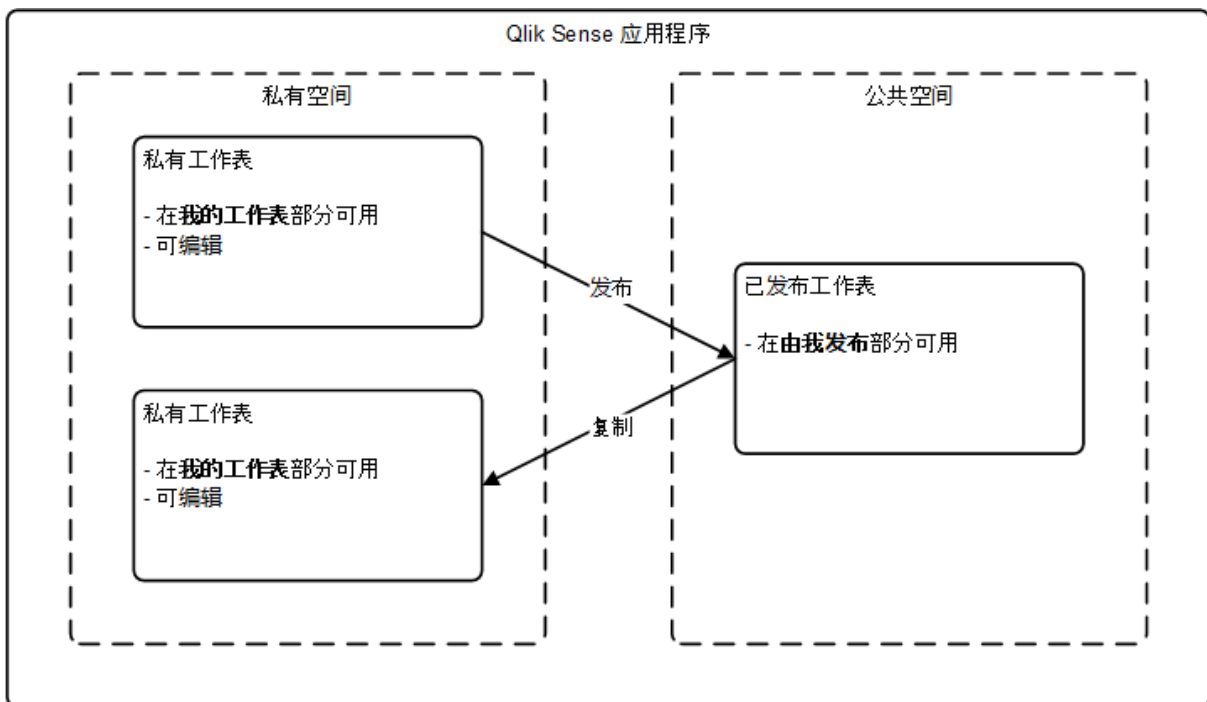 Qlik Sense 应用程序
私有空间
私有工作表
- 在我的工作表部分可用
- 可编辑
发布
私有工作表
- 在我的工作表部分可用
- 可编辑
复制
公共空间
已发布工作表
- 在由我发布部分可用